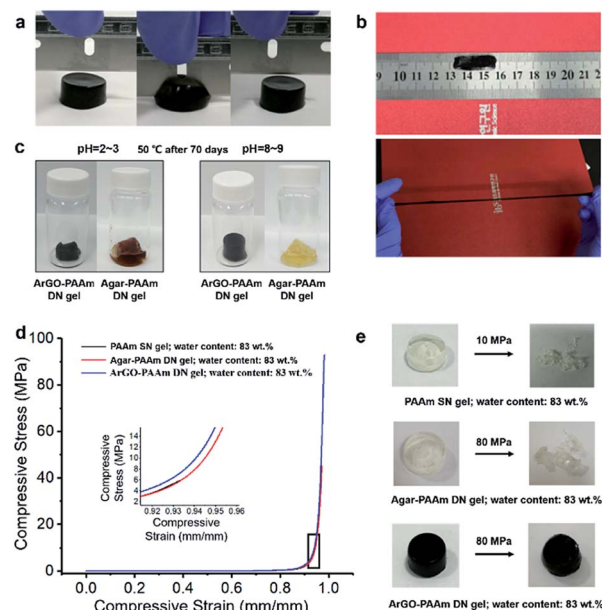 a
b
9 10 11 12 13 14 15 16 17 18 19 20 21 2
연구원
c
pH=2~3 50 ℃ after 70 days pH=8~9
ArGO-PAAm
DN gel
Agar-PAAm
DN gel
ArGO-PAAm
DN gel
Agar-PAAm
DN gel
d
Compressive Stress (MPa)
100
80
60
40
20
0
PAAm SN gel; water content: 83 wt.%
Agar-PAAm DN gel; water content: 83 wt.%
ArGO-PAAm DN gel; water content: 83 wt.%
Compressive
Stress (MPa)
14
12
10
8
6
4
2
0.92 0.93 0.94 0.95 0.96
Compressive
Strain (mm/mm)
0.0 0.2 0.4 0.6 0.8 1.0
Compressive Strain (mm/mm)
e
10 MPa
PAAm SN gel; water content: 83 wt.%
80 MPa
Agar-PAAm DN gel; water content: 83 wt.%
80 MPa
ArGO-PAAm DN gel; water content: 83 wt.%